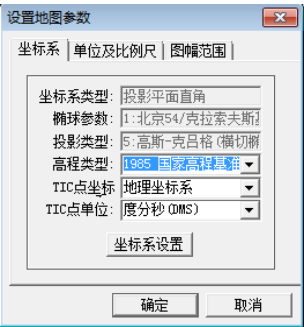 设置地图参数
坐标系 单位及比例尺 图幅范围
坐标系类型: 投影平面直角
椭球参数: 1:北京54/克拉索夫斯
投影类型: 5:高斯-克吕格(横切椭
高程类型: 1985 国家高程基准
TIC点坐标 地理坐标系
TIC点单位: 度分秒(DMS)
坐标系设置
确定 取消